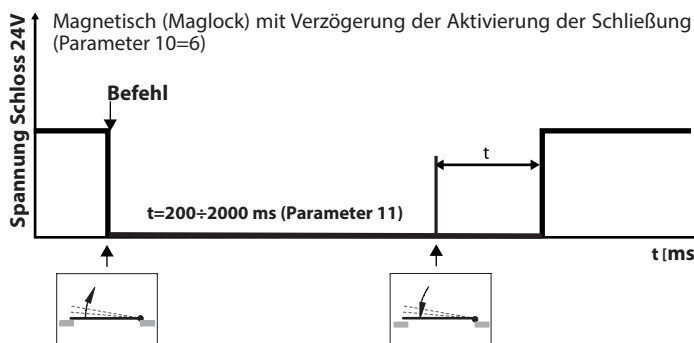 Magnetisch (Maglock) mit Verzögerung der Aktivierung der Schließung
(Parameter 10=6)
Spannung Schloss 24V
Befehl
t
t=200÷2000 ms (Parameter 11)
t [ms